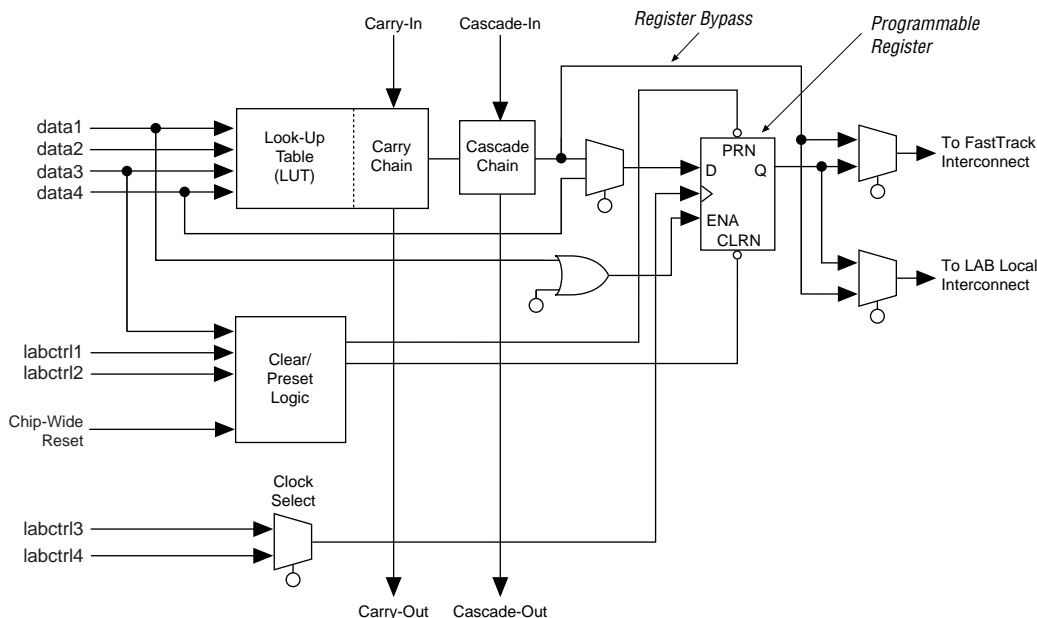 Register Bypass
Programmable
Register
Carry-In
Cascade-In
data1
data2
data3
data4
Look-Up
Table
(LUT)
Carry
Chain
Cascade
Chain
PRN
D
Q
ENA
CLRN
To FastTrack
Interconnect
To LAB Local
Interconnect
labctrl1
labctrl2
Clear/
Preset
Logic
Chip-Wide
Reset
Clock
Select
labctrl3
labctrl4
Carry-Out
Cascade-Out